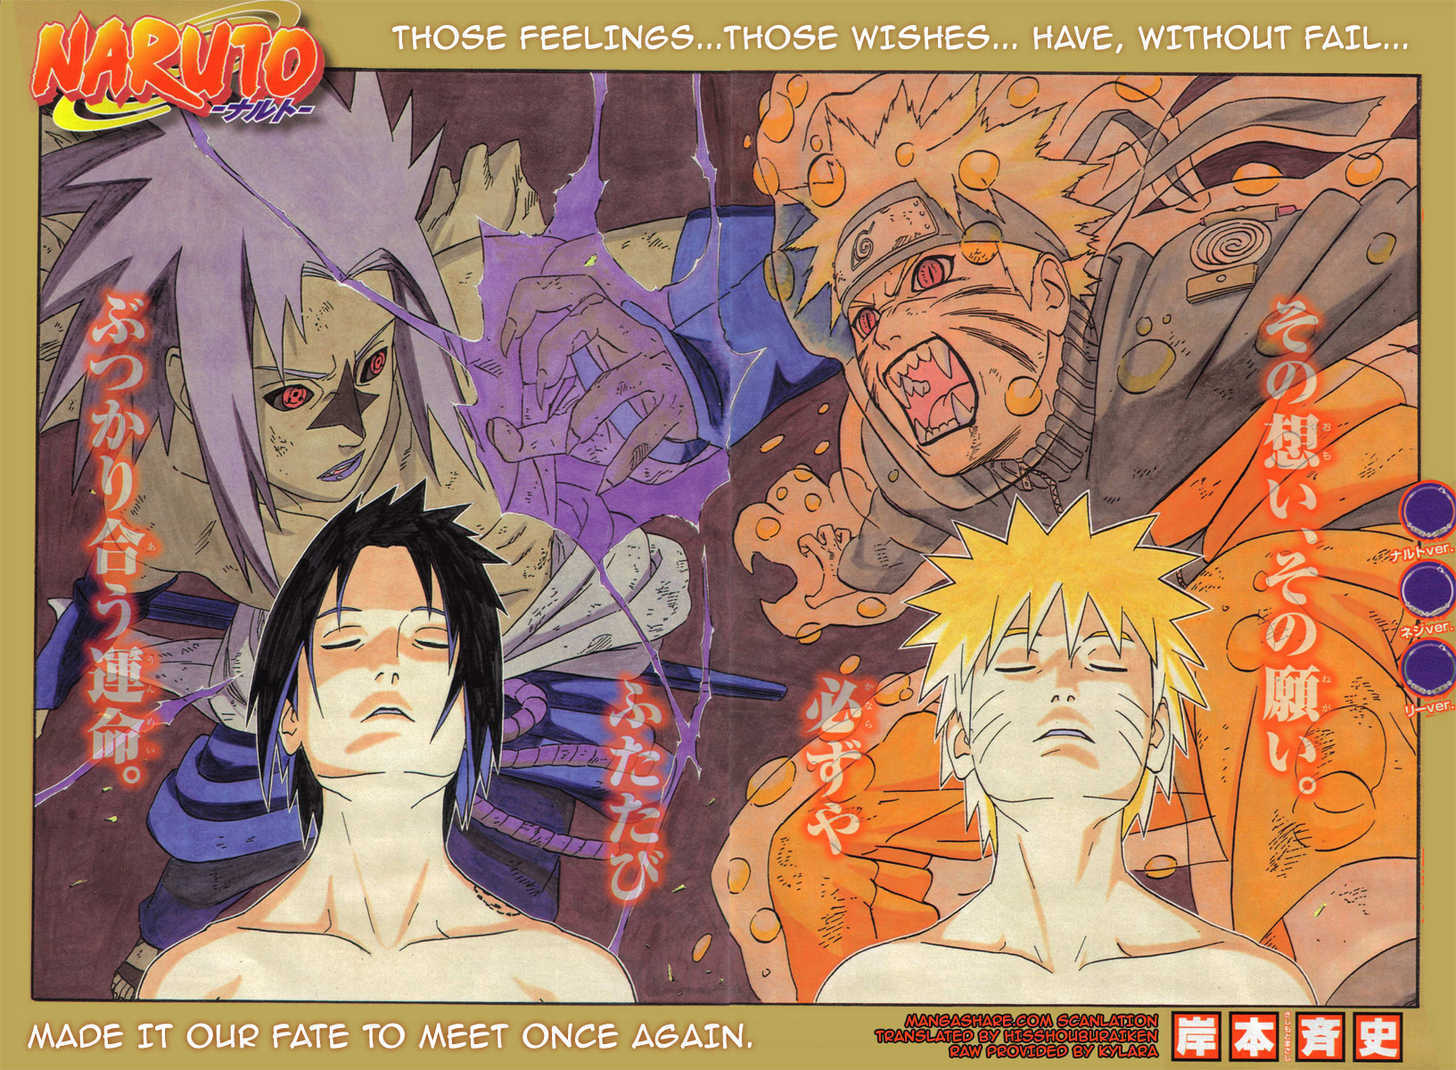 NARUTO
-ナルト-
THOSE FEELINGS...THOSE WISHES... HAVE, WITHOUT FAIL...
その想い、その願い。
必ずや
ふたたび
ぶつかり合う運命。
ナルトver.
ネジver.
リーver.
MADE IT OUR FATE TO MEET ONCE AGAIN.
MANGASHARE.COM SCANLATION
TRANSLATED BY HISSHOUBURAIKEN
RAW PROVIDED BY KYLARA
岸本斉史